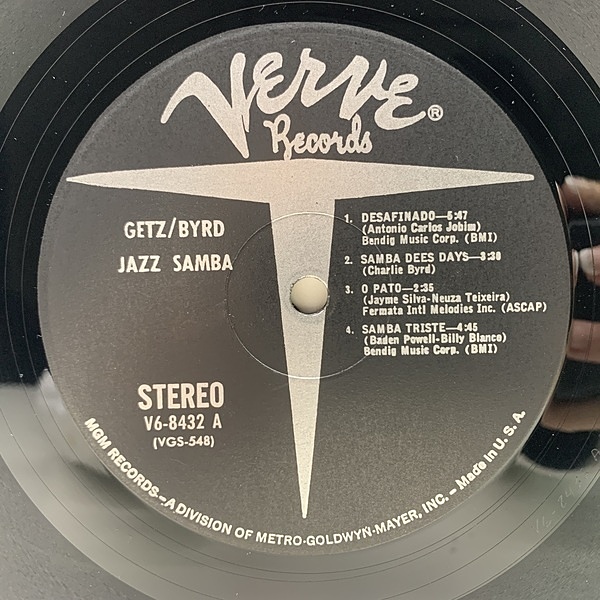 Verve®
Records
GETZ/BYRD
JAZZ SAMBA
1. DESAFINADO—5:47
(Antonio Carlos Jobim)
Bendig Music Corp. (BMI)
2. SAMBA DEES DAYS—3:30
(Charlie Byrd)
3. O PATO—2:35
(Jayme Silva-Neuza Teixeira)
Fermata Intl Melodies Inc. (ASCAP)
4. SAMBA TRISTE—4:45
(Baden Powell-Billy Blanco)
Bendig Music Corp. (BMI)
STEREO
V6-8432 A
(VGS-548)
MGM RECORDS—A DIVISION OF METRO-GOLDWYN-MAYER, INC.—Made in U. S. A.